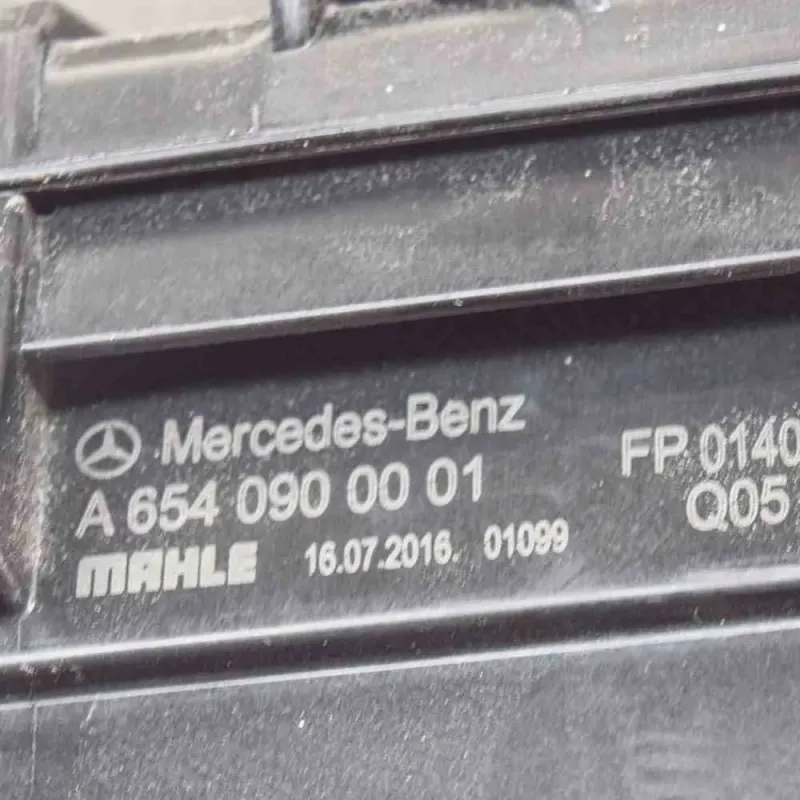 Mercedes-Benz
A 654 090 00 01
MAHLE 16.07.2016. 01099
FP 0140
Q05